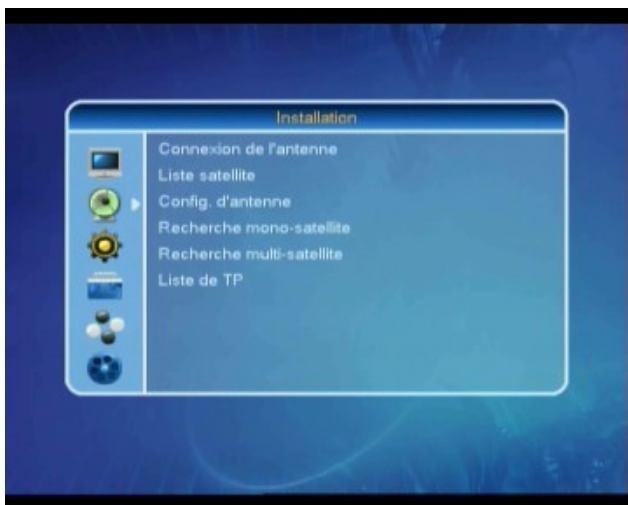 Installation
Connexion de l'antenne
Liste satellite
Config. d'antenne
Recherche mono-satellite
Recherche multi-satellite
Liste de TP